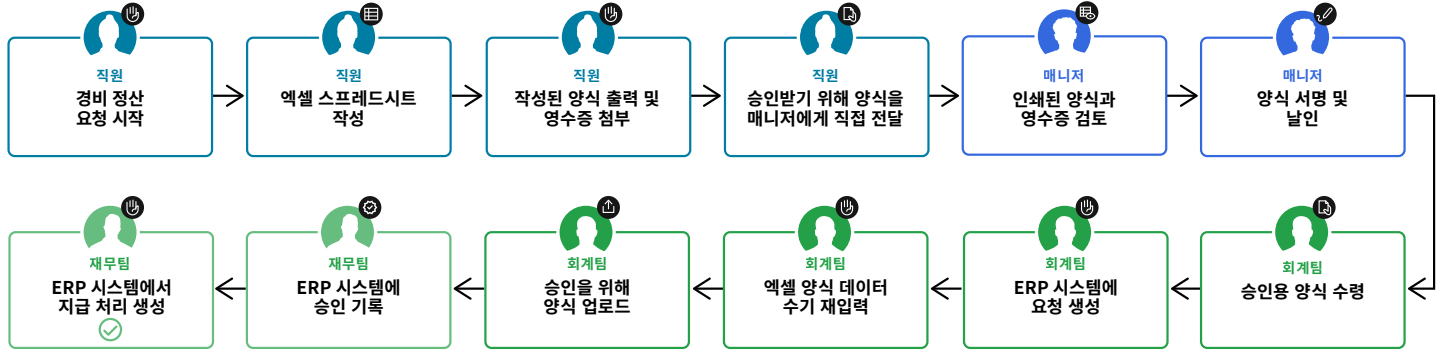 직원
경비 정산
요청 시작
직원
엑셀 스프레드시트
작성
직원
작성된 양식 출력 및
영수증 첨부
직원
승인받기 위해 양식을
매니저에게 직접 전달
매니저
인쇄된 양식과
영수증 검토
매니저
양식 서명 및
날인
회계팀
승인용 양식 수령
회계팀
ERP 시스템에
요청 생성
회계팀
엑셀 양식 데이터
수기 재입력
회계팀
승인을 위해
양식 업로드
재무팀
ERP 시스템에
승인 기록
재무팀
ERP 시스템에서
지급 처리 생성